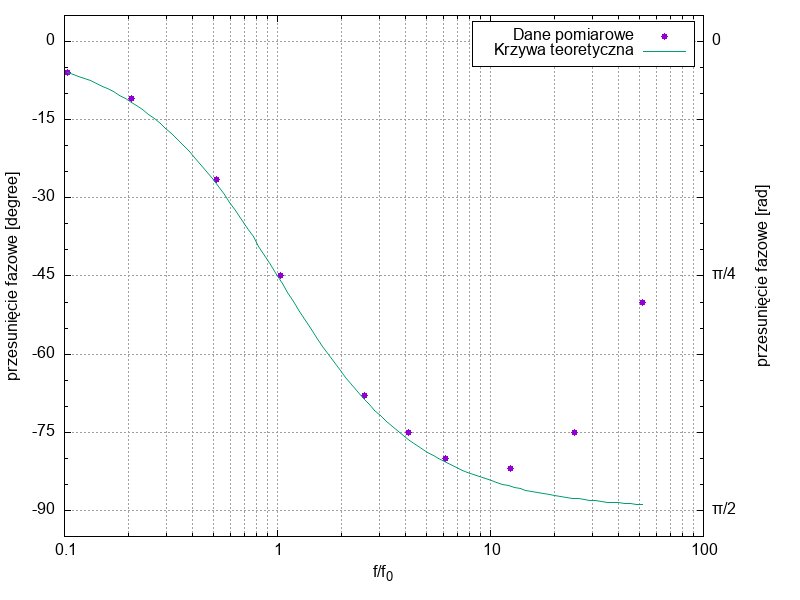 Dane pomiarowe
Krzywa teoretyczna
0
-15
-30
-45
-60
-75
-90
0
π/4
π/2
0.1
1
10
100
przesunięcie fazowe [degree]
przesunięcie fazowe [rad]
f/f0